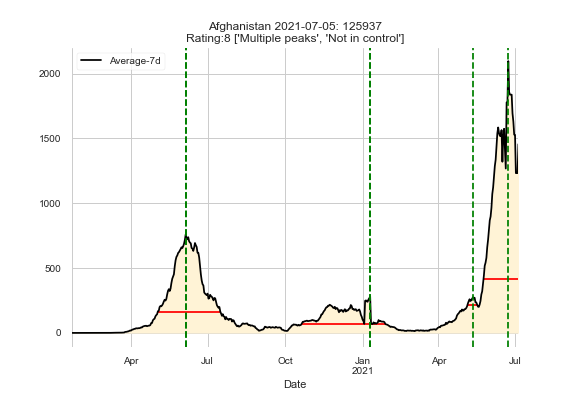 Afghanistan 2021-07-05: 125937
Rating:8 ['Multiple peaks', 'Not in control']
Average-7d
2000
1500
1000
500
0
Apr Jul Oct Jan Apr Jul
2021
Date